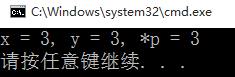 C:\Windows\system32\cmd.exe
x = 3, y = 3, *p = 3
请按任意键继续. . .